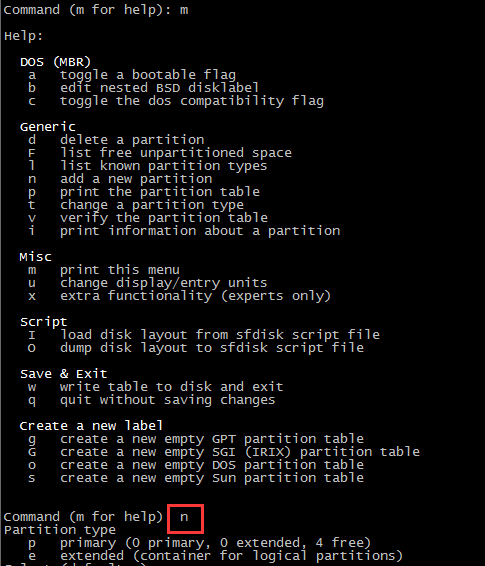 Command (m for help): m
Help:
DOS (MBR)
a toggle a bootable flag
b edit nested BSD disklabel
c toggle the dos compatibility flag
Generic
d delete a partition
F list free unpartitioned space
l list known partition types
n add a new partition
p print the partition table
t change a partition type
v verify the partition table
i print information about a partition
Misc
m print this menu
u change display/entry units
x extra functionality (experts only)
Script
I load disk layout from sfdisk script file
O dump disk layout to sfdisk script file
Save & Exit
w write table to disk and exit
q quit without saving changes
Create a new label
g create a new empty GPT partition table
G create a new empty SGI (IRIX) partition table
o create a new empty DOS partition table
s create a new empty Sun partition table
Command (m for help) n
Partition type
p primary (0 primary, 0 extended, 4 free)
e extended (container for logical partitions)